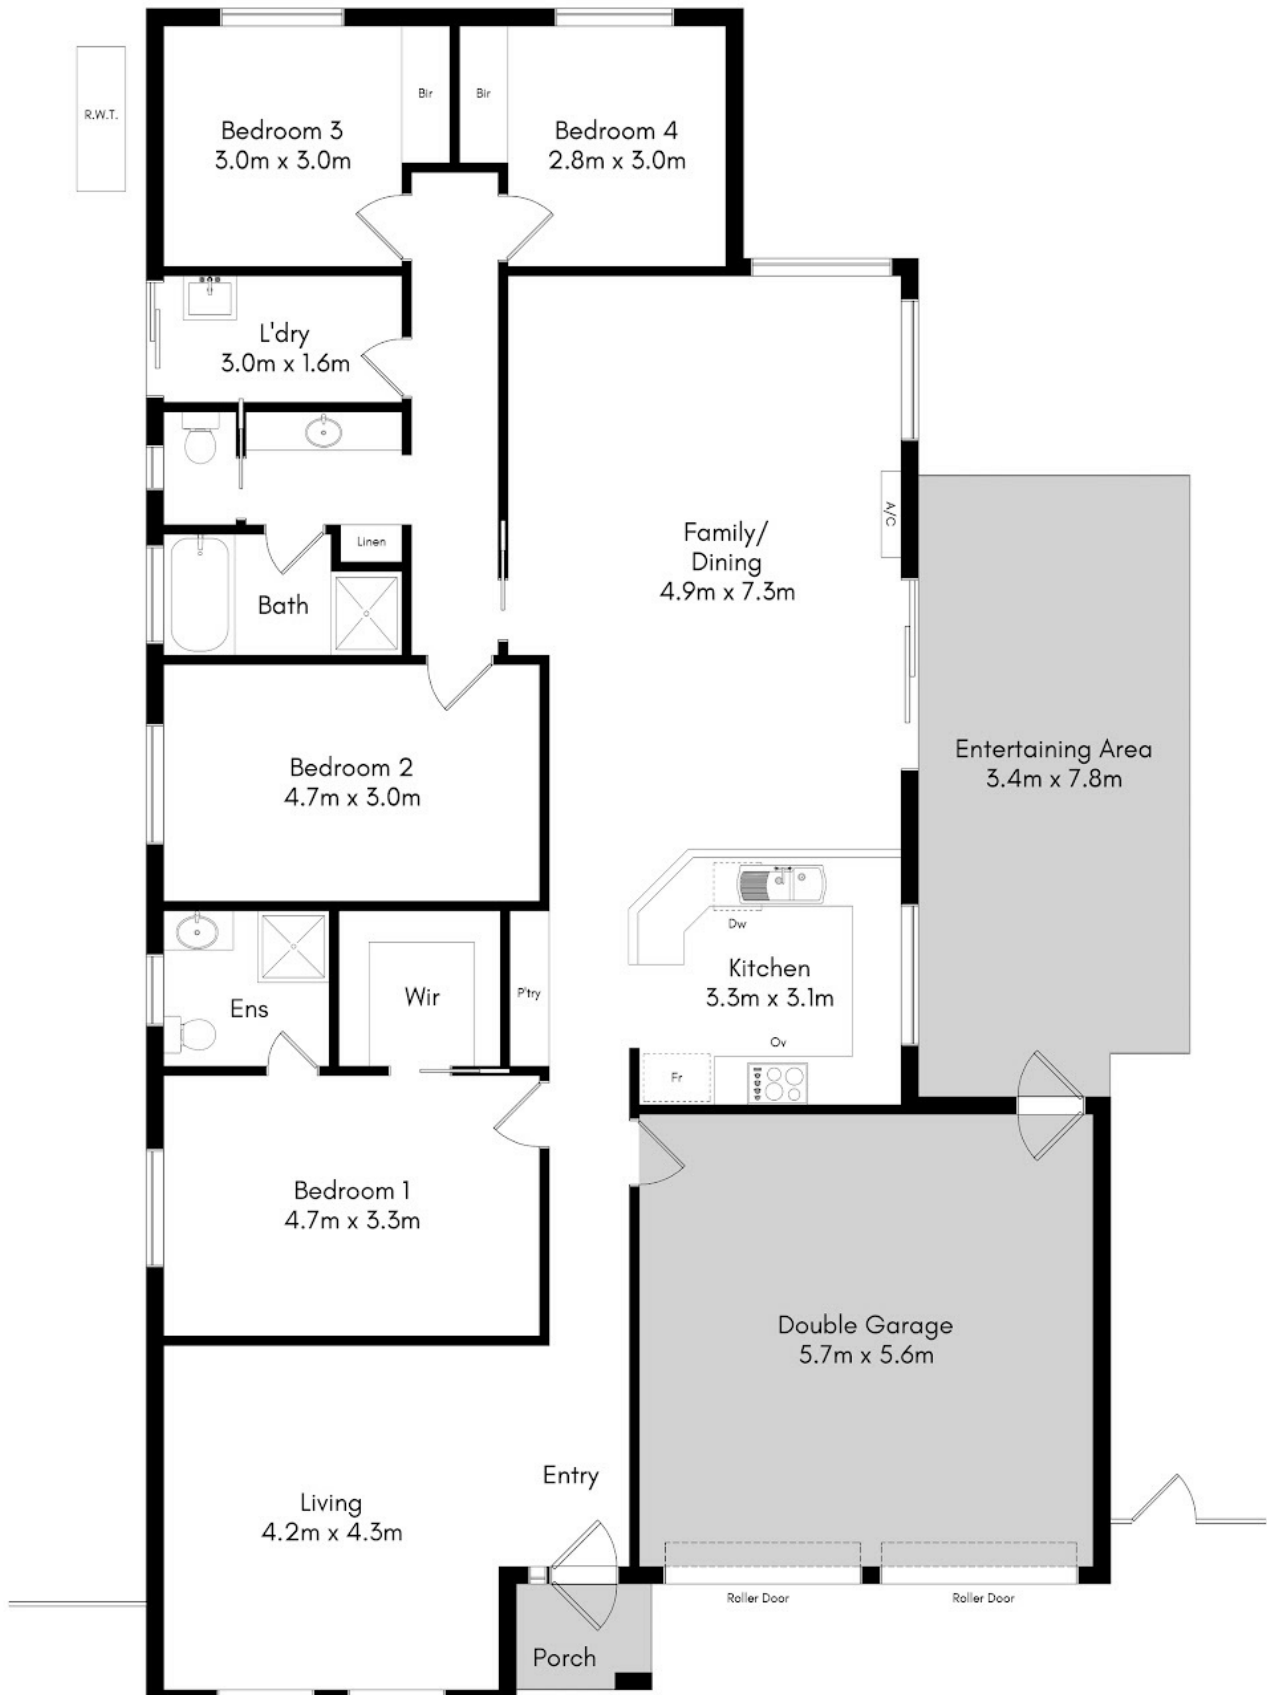 R.W.T.
Bir
Bir
Bedroom 3
3.0m x 3.0m
Bedroom 4
2.8m x 3.0m
L'dry
3.0m x 1.6m
Linen
Bath
Family/
Dining
4.9m x 7.3m
A/C
Bedroom 2
4.7m x 3.0m
Entertaining Area
3.4m x 7.8m
Dw
Kitchen
3.3m x 3.1m
Ov
Fr
Ens
Wir
P'try
Bedroom 1
4.7m x 3.3m
Double Garage
5.7m x 5.6m
Entry
Living
4.2m x 4.3m
Roller Door
Roller Door
Porch